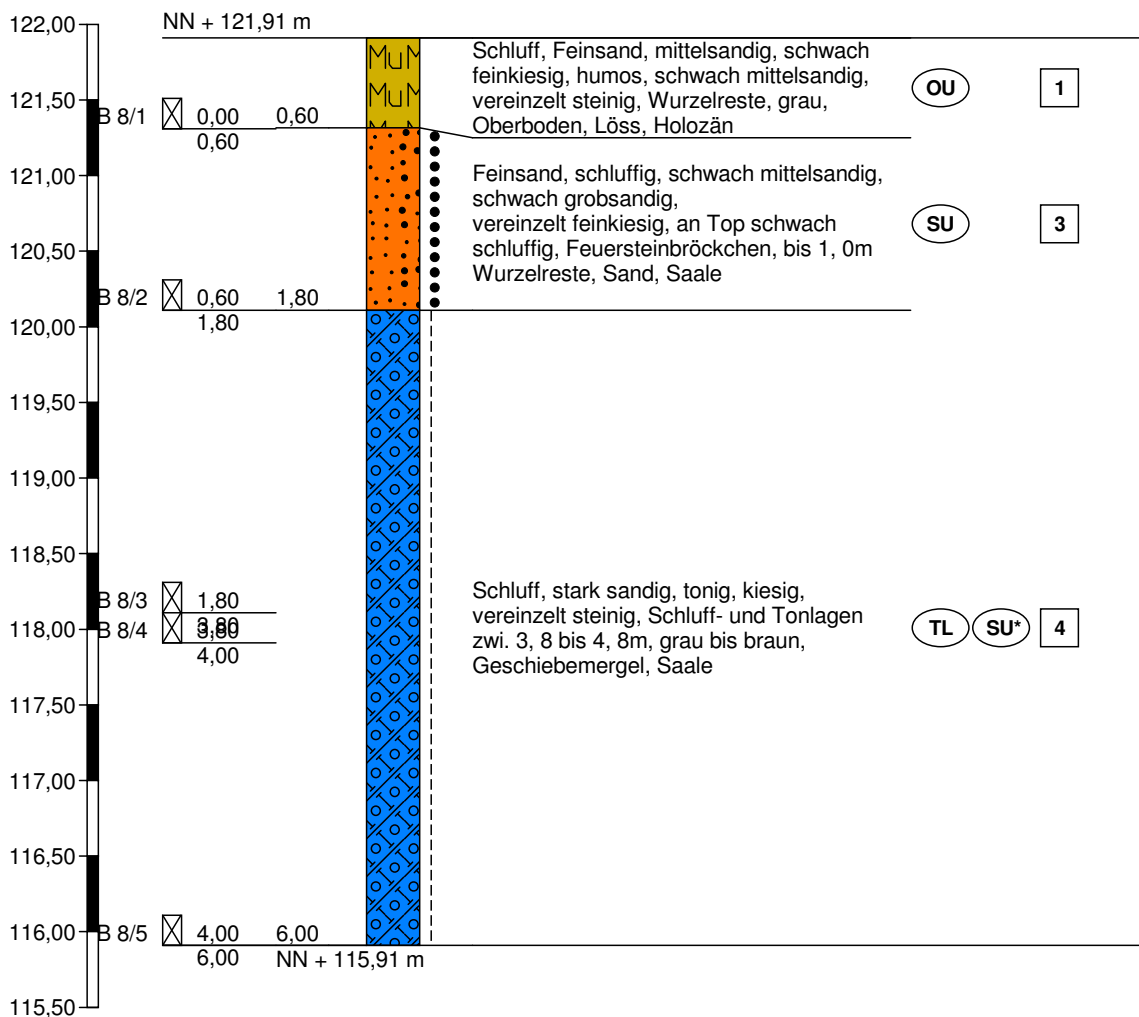 122,00
NN + 121,91 m
121,50
121,00
120,50
120,00
119,50
119,00
118,50
118,00
117,50
117,00
116,50
116,00
115,50
B 8/1
0,00 0,60
0,60
MuM
MuM
Schluff, Feinsand, mittelsandig, schwach
feinkiesig, humos, schwach mittelsandig,
vereinzelt steinig, Wurzelreste, grau,
Oberboden, Löss, Holozän
OU
1
B 8/2
0,60 1,80
1,80
Feinsand, schluffig, schwach mittelsandig,
schwach grobsandig,
vereinzelt feinkiesig, an Top schwach
schluffig, Feuersteinbröckchen, bis 1, 0m
Wurzelreste, Sand, Saale
SU
3
B 8/3
1,80
3,80
B 8/4
3,80
4,00
Schluff, stark sandig, tonig, kiesig,
vereinzelt steinig, Schluff- und Tonlagen
zwi. 3, 8 bis 4, 8m, grau bis braun,
Geschiebemergel, Saale
TL SU*
4
B 8/5
4,00 6,00
6,00
NN + 115,91 m